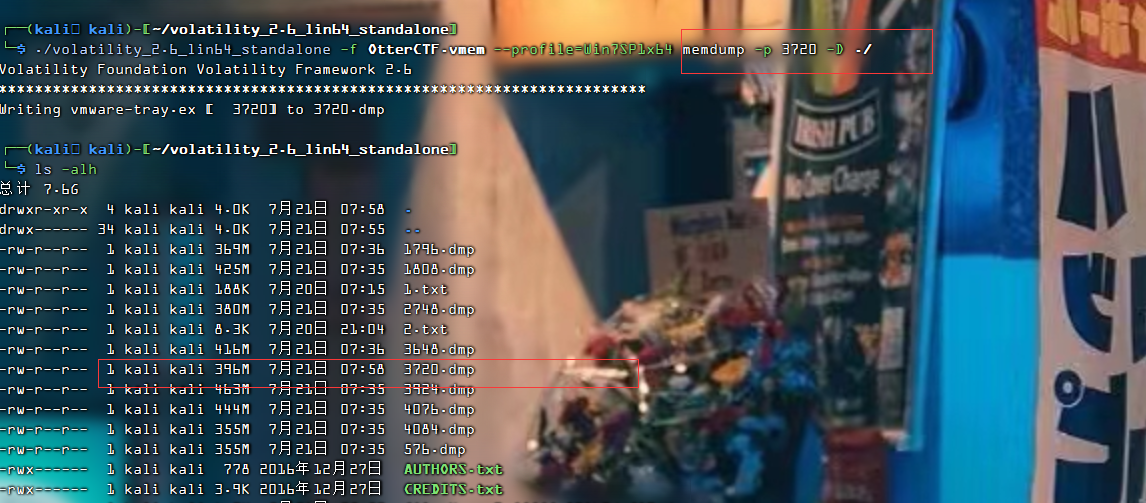 ┌──(kali㉿ kali)-[~/volatility_2.6_lin64_standalone]
└─$ ./volatility_2.6_lin64_standalone -f OtterCTF.vmem --profile=Win7SP1x64 memdump -p 3720 -D ./
Volatility Foundation Volatility Framework 2.6
************************************************************************
Writing vmware-tray.ex [  3720] to 3720.dmp
┌──(kali㉿ kali)-[~/volatility_2.6_lin64_standalone]
└─$ ls -alh
总计 7.6G
drwxr-xr-x  4 kali kali 4.0K  7月21日  07:58  .
drwx------ 34 kali kali 4.0K  7月21日  07:55  ..
-rw-r--r--  1 kali kali 369M  7月21日  07:36  1796.dmp
-rw-r--r--  1 kali kali 425M  7月21日  07:35  1808.dmp
-rw-r--r--  1 kali kali 188K  7月20日  07:15  1.txt
-rw-r--r--  1 kali kali 380M  7月21日  07:35  2748.dmp
-rw-r--r--  1 kali kali 8.3K  7月20日  21:04  2.txt
-rw-r--r--  1 kali kali 416M  7月21日  07:36  3648.dmp
-rw-r--r--  1 kali kali 396M  7月21日  07:58  3720.dmp
-rw-r--r--  1 kali kali 463M  7月21日  07:35  3924.dmp
-rw-r--r--  1 kali kali 444M  7月21日  07:35  4076.dmp
-rw-r--r--  1 kali kali 355M  7月21日  07:35  4084.dmp
-rw-r--r--  1 kali kali 355M  7月21日  07:35  576.dmp
-rwx------  1 kali kali  778 2016年12月27日  AUTHORS.txt
-rwx------  1 kali kali 3.9K 2016年12月27日  CREDITS.txt
IRISH PUB
No Cover Charge